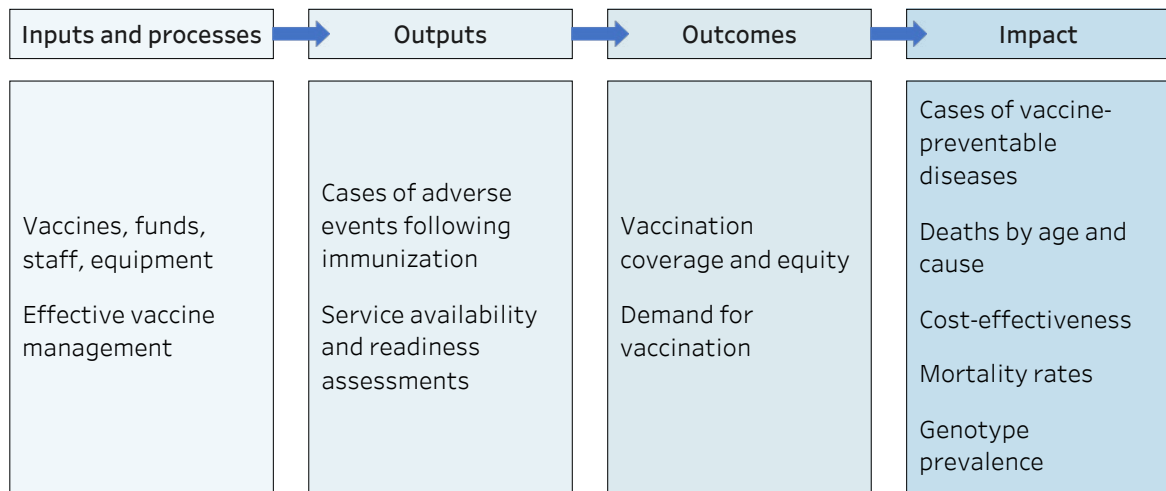 Inputs and processes
Outputs
Outcomes
Impact
Vaccines, funds,
staff, equipment
Effective vaccine
management
Cases of adverse
events following
immunization
Service availability
and readiness
assessments
Vaccination
coverage and equity
Demand for
vaccination
Cases of vaccine-
preventable
diseases
Deaths by age and
cause
Cost-effectiveness
Mortality rates
Genotype
prevalence